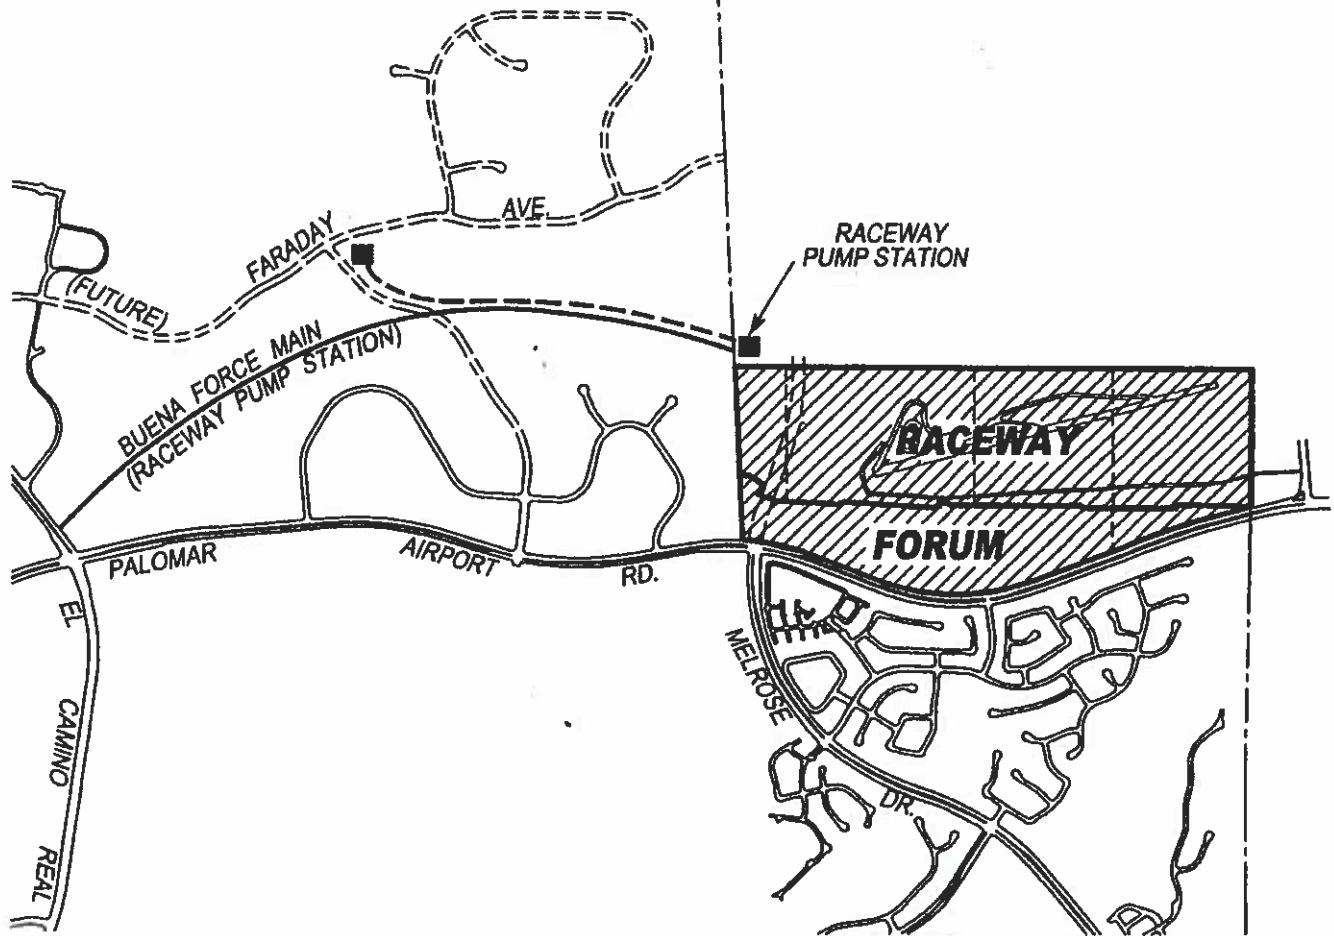 AVE.
FARADAY
(FUTURE)
RACEWAY
PUMP STATION
BUENA FORCE MAIN
(RACEWAY PUMP STATION)
RACEWAY
FORUM
PALOMAR
AIRPORT
RD.
EL
CAMINO
REAL
MELROSE
DR.